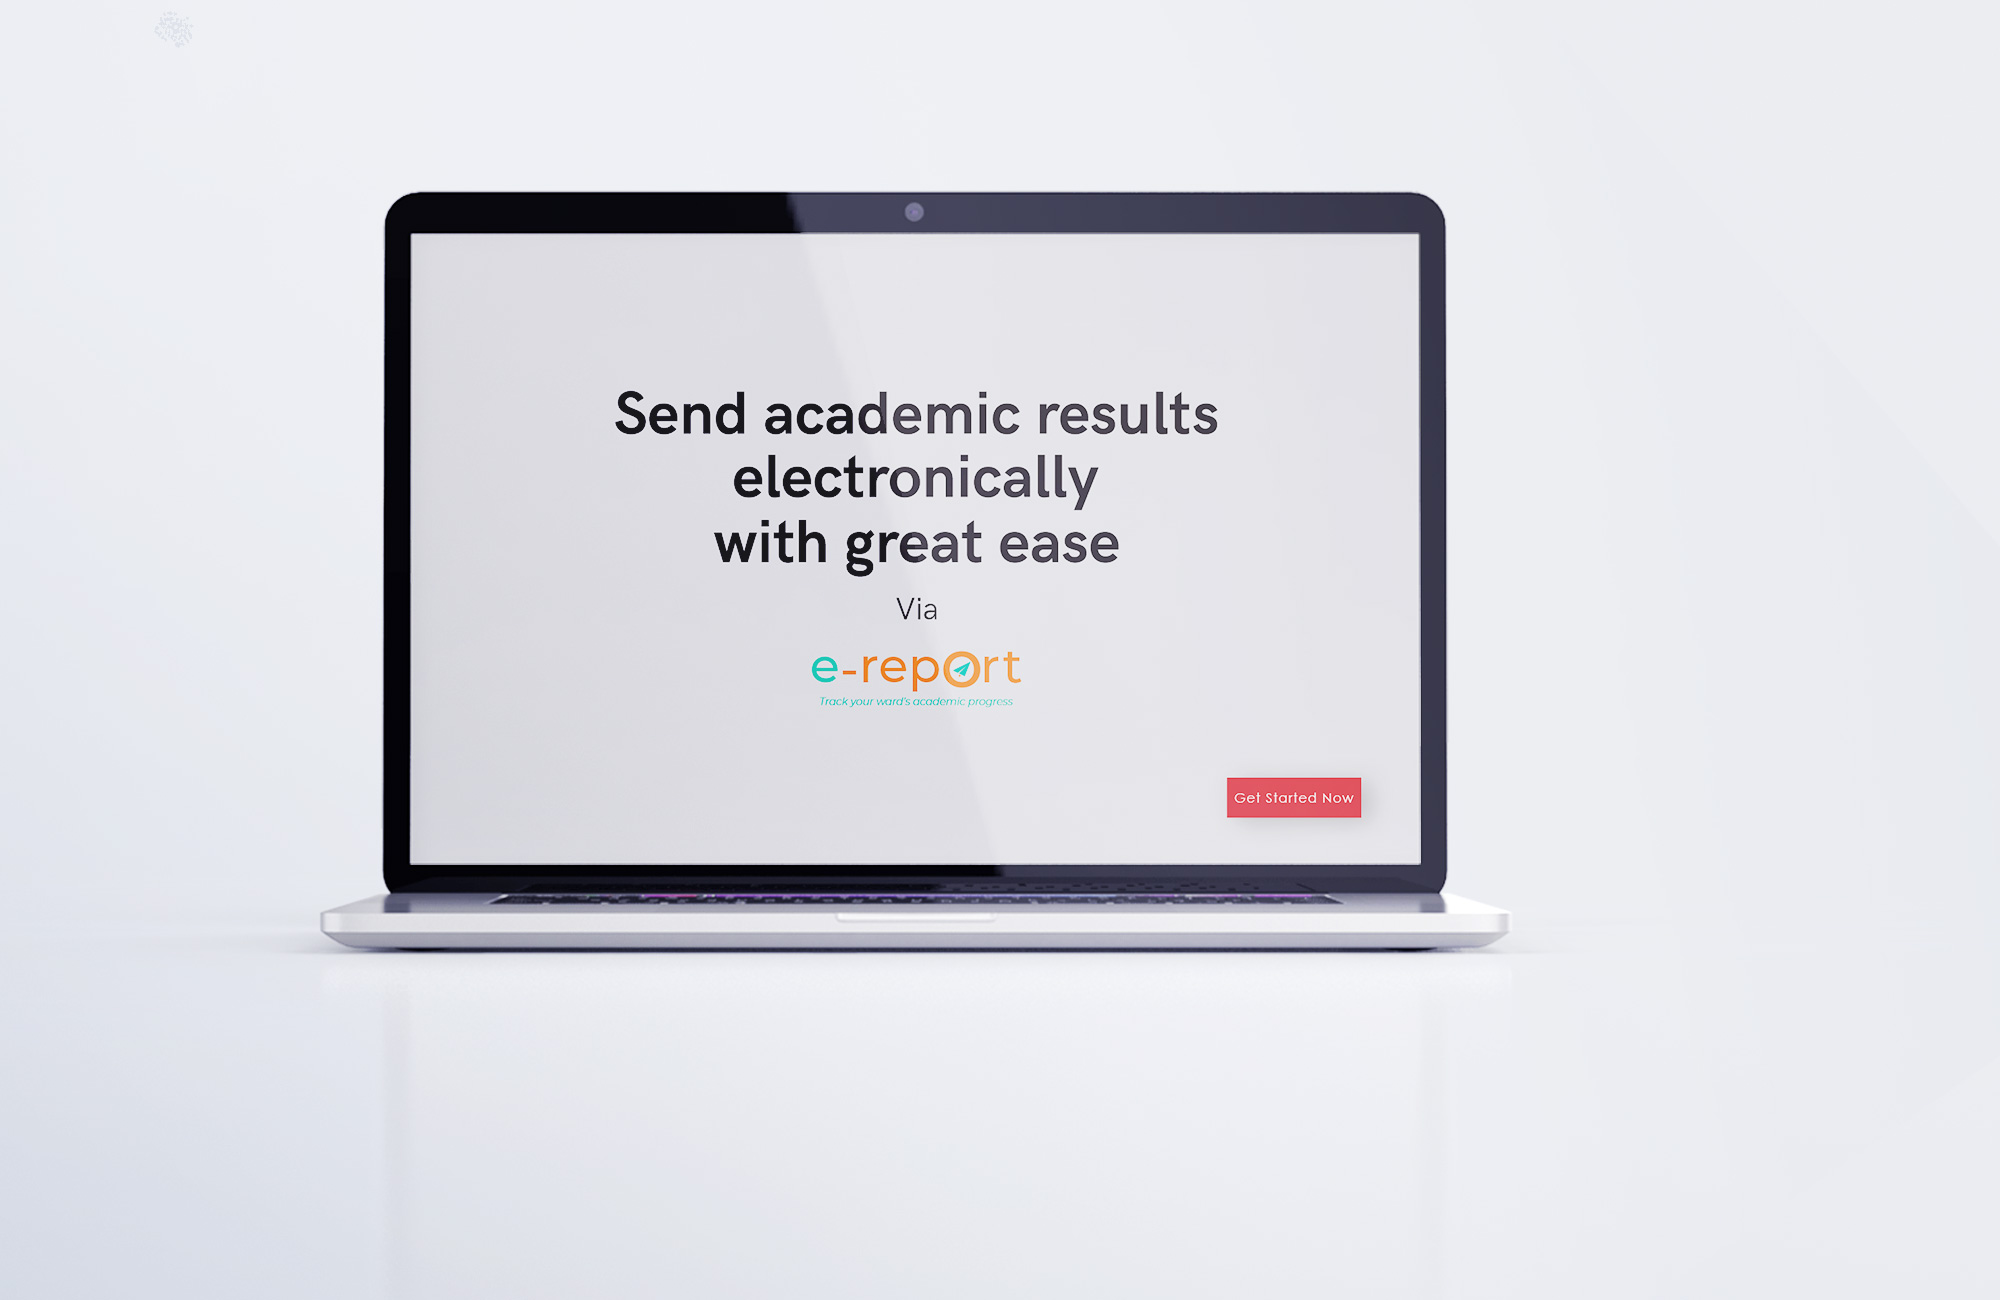 Send academic results
electronically
with great ease
Via
e-report
Track your ward's academic progress
Get Started Now